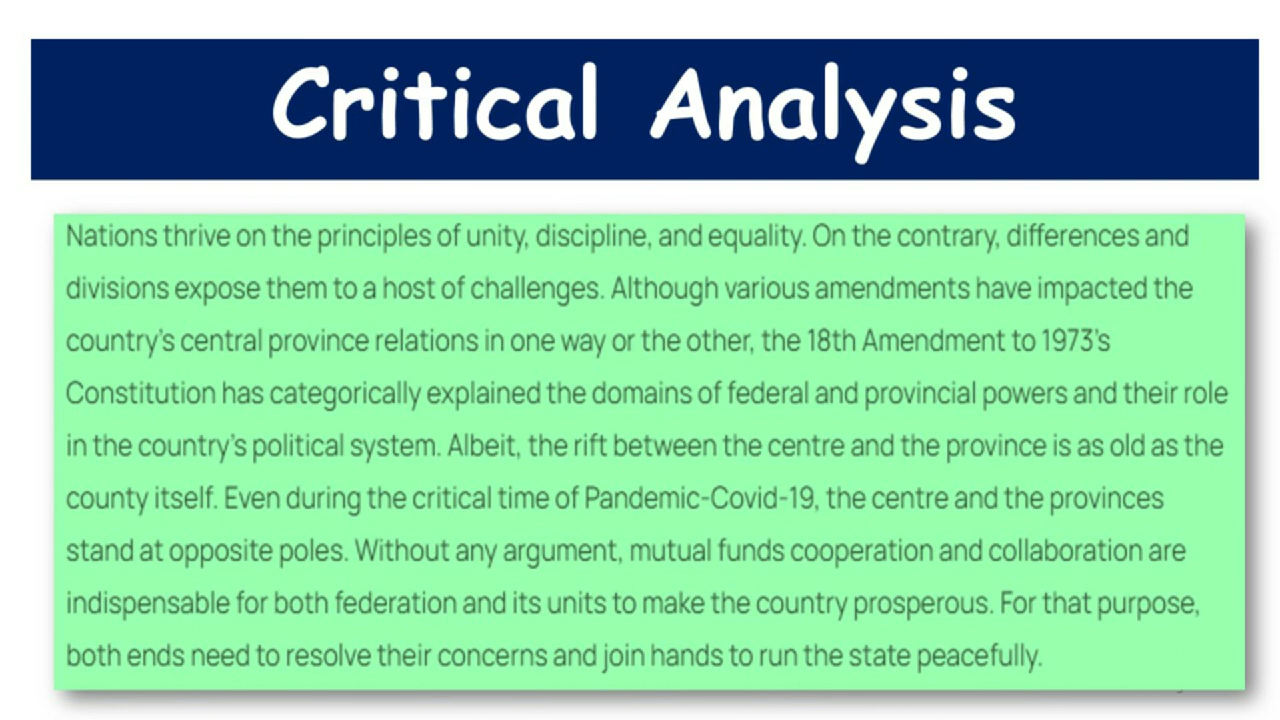 Critical Analysis
Nations thrive on the principles of unity, discipline, and equality. On the contrary, differences and
divisions expose them to a host of challenges. Although various amendments have impacted the
country's central province relations in one way or the other, the 18th Amendment to 1973's
Constitution has categorically explained the domains of federal and provincial powers and their role
in the country's political system. Albeit, the rift between the centre and the province is as old as the
county itself. Even during the critical time of Pandemic-Covid-19, the centre and the provinces
stand at opposite poles. Without any argument, mutual funds cooperation and collaboration are
indispensable for both federation and its units to make the country prosperous. For that purpose,
both ends need to resolve their concerns and join hands to run the state peacefully.